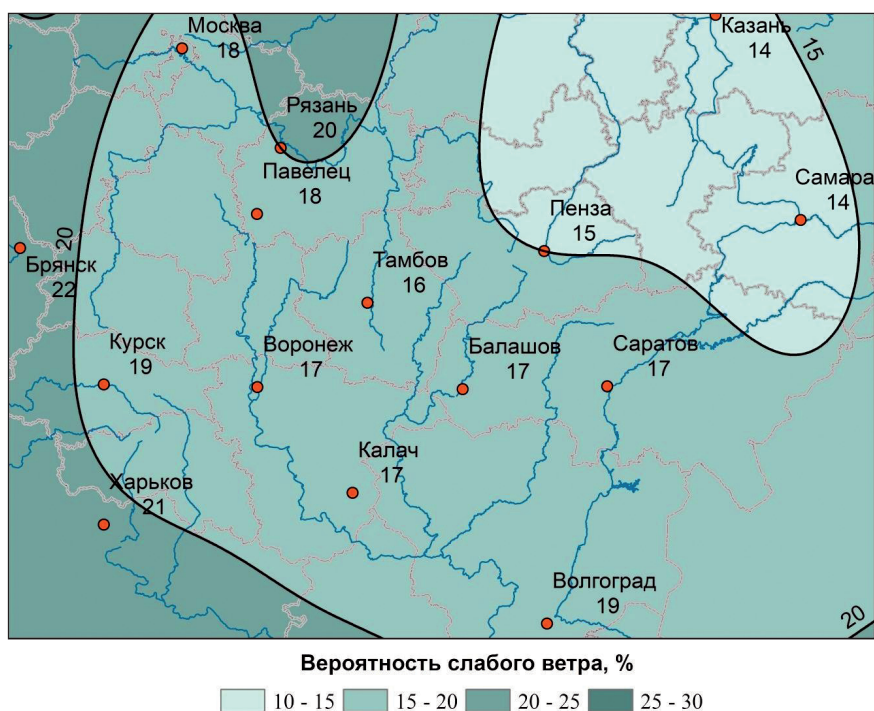 Москва
18
Казань
14
15
Рязань
20
Павелец
18
Самара
14
Пенза
15
20
Брянск
22
Тамбов
16
Курск
19
Воронеж
17
Балашов
17
Саратов
17
Калач
17
Харьков
21
Волгоград
19
20
Вероятность слабого ветра, %
10 - 15
15 - 20
20 - 25
25 - 30